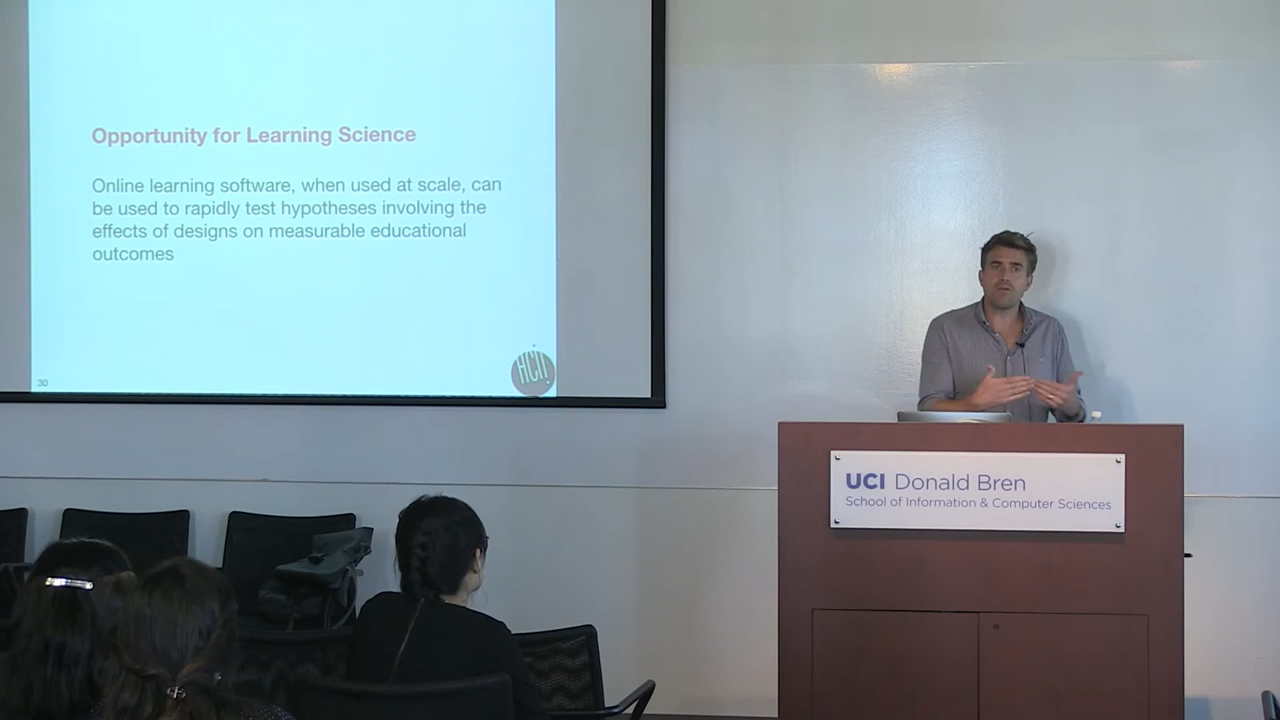 Opportunity for Learning Science
Online learning software, when used at scale, can
be used to rapidly test hypotheses involving the
effects of designs on measurable educational
outcomes
30
HCII
UCI Donald Bren
School of Information & Computer Sciences